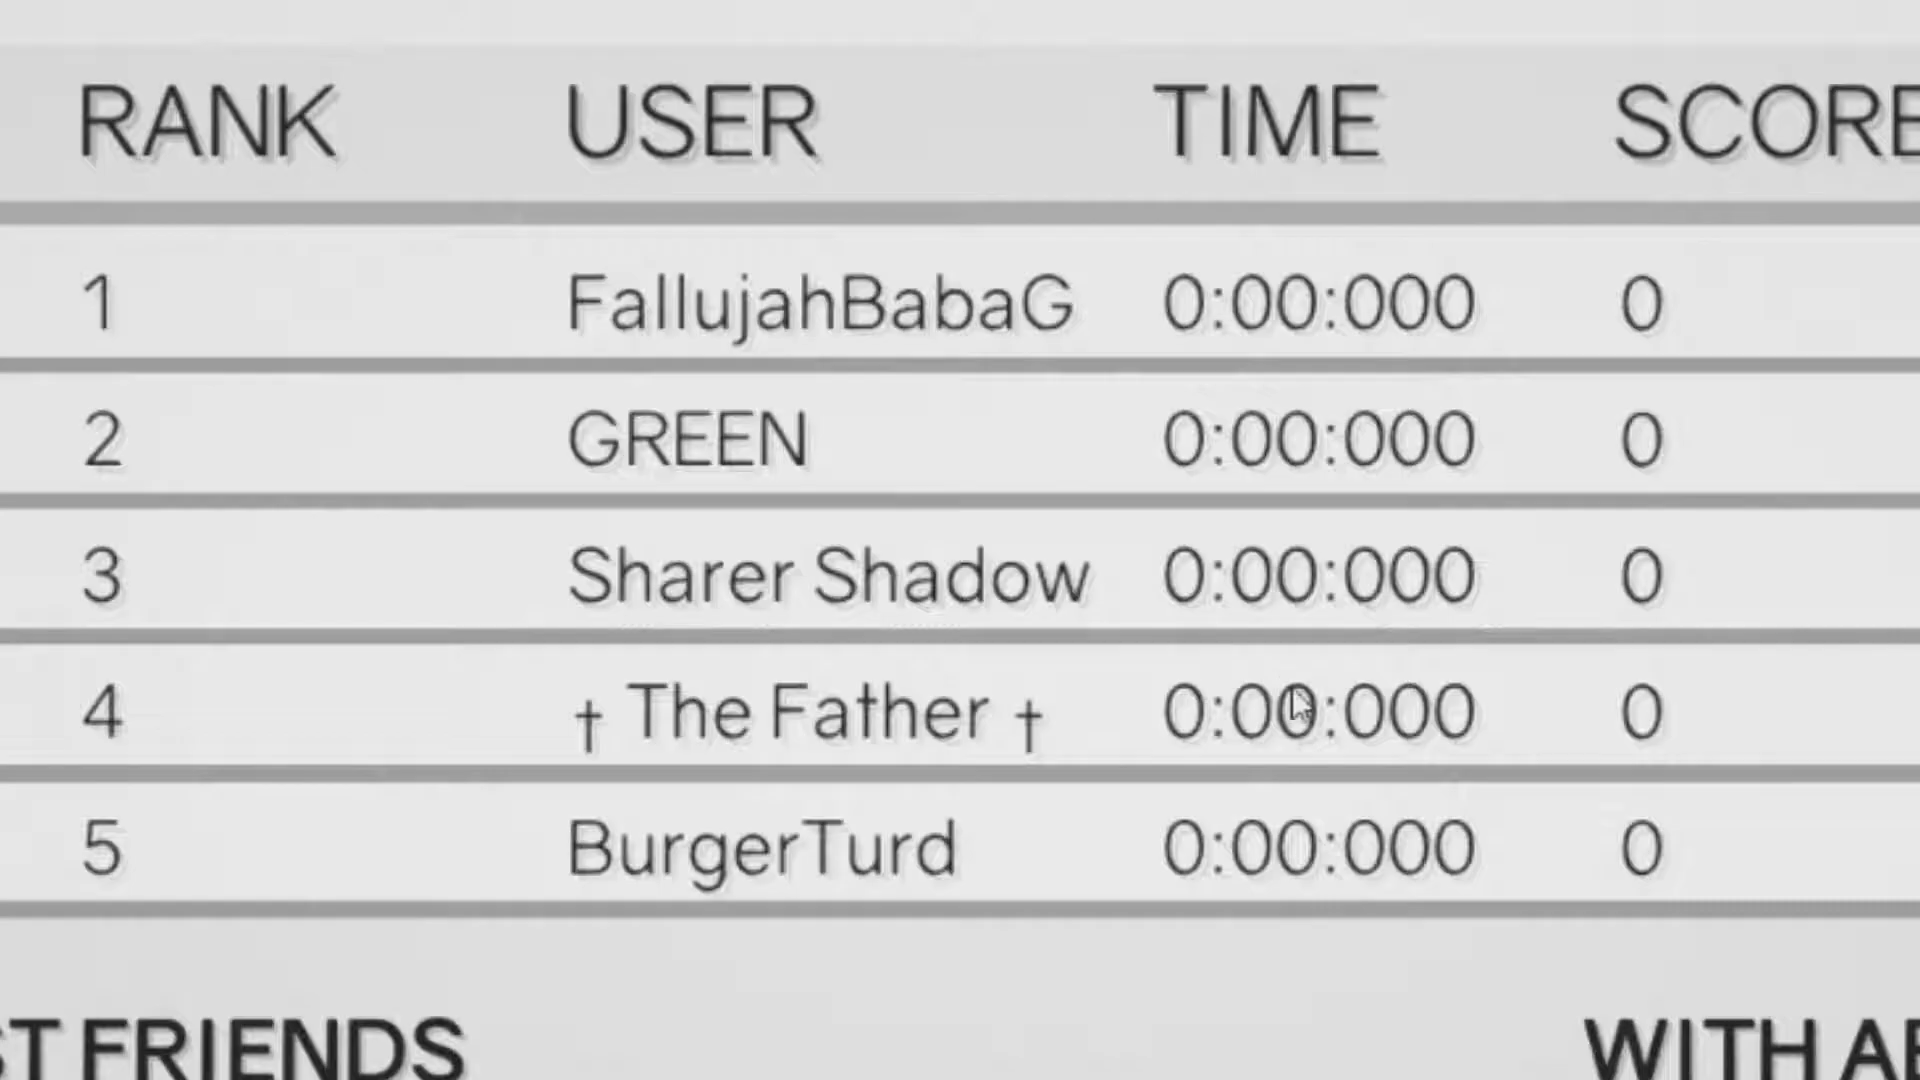 RANK USER TIME SCORE
1 FallujahBabaG 0:00:000 0
2 GREEN 0:00:000 0
3 Sharer Shadow 0:00:000 0
4 † The Father † 0:00:000 0
5 BurgerTurd 0:00:000 0
FRIENDS WITH